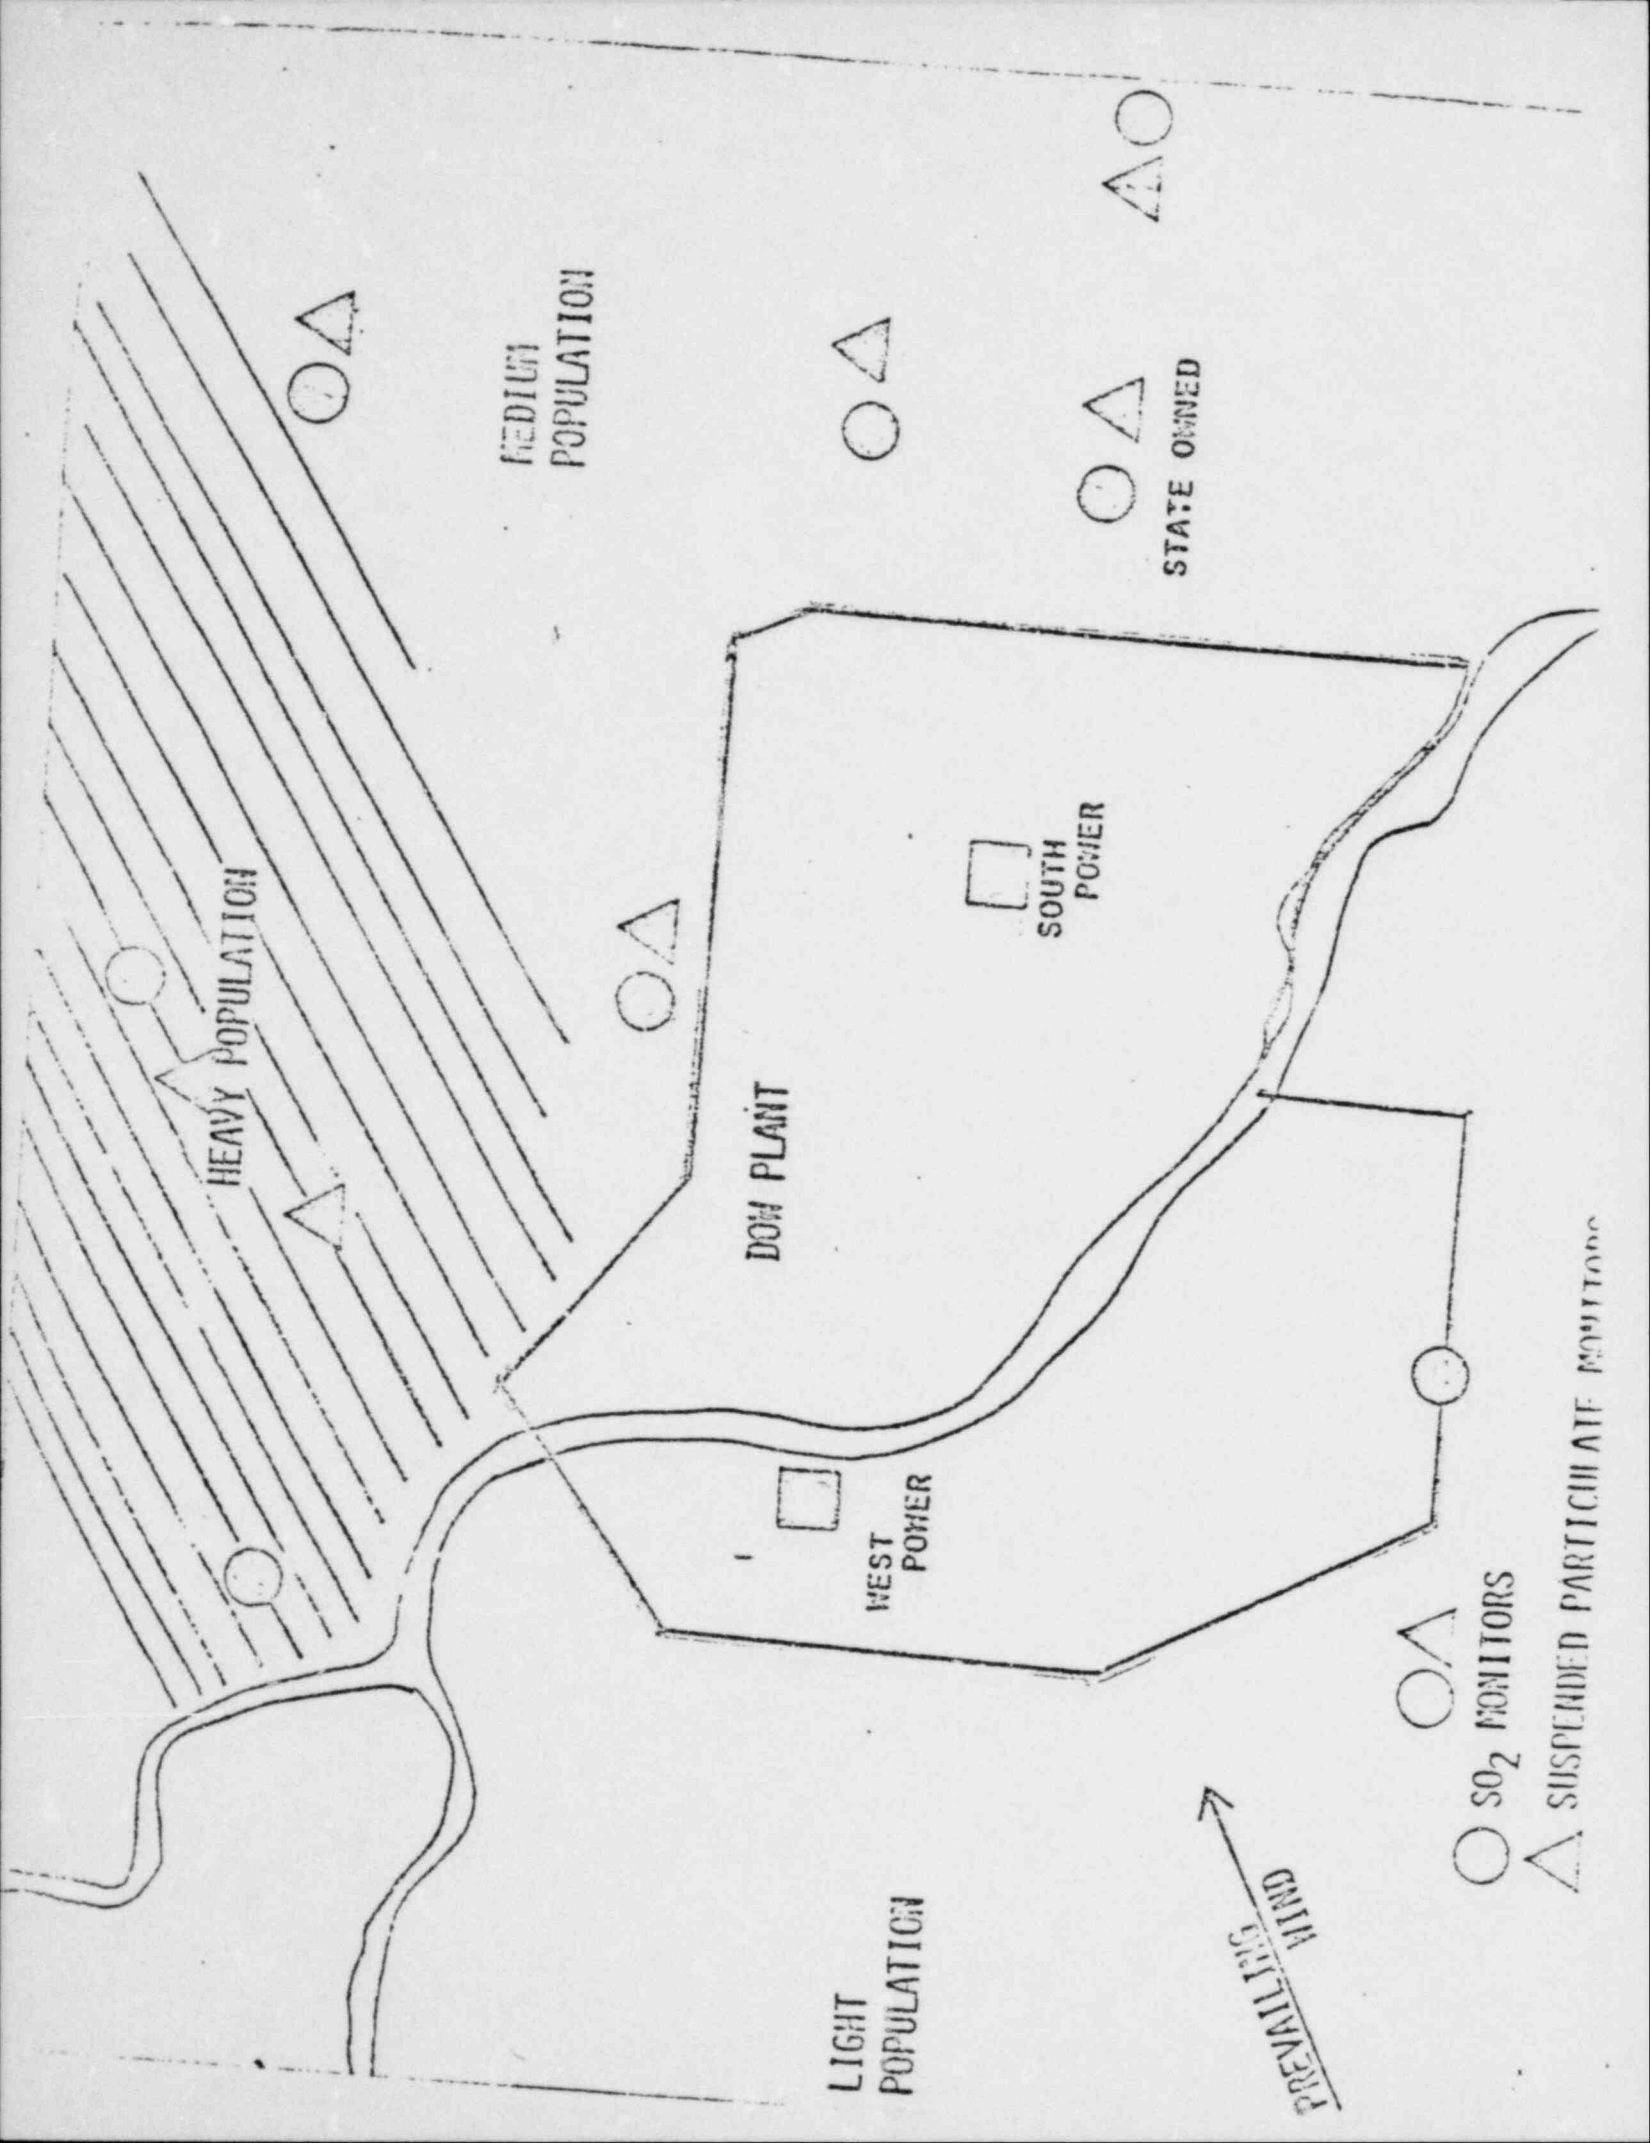 HEAVY POPULATION
MEDIUM
POPULATION
DOW PLANT
SOUTH
POWER
WEST
POWER
STATE OWNED
LIGHT
POPULATION
PREVAILING
WIND
SO2 MONITORS
SUSPENDED PARTICULATE MONITORS